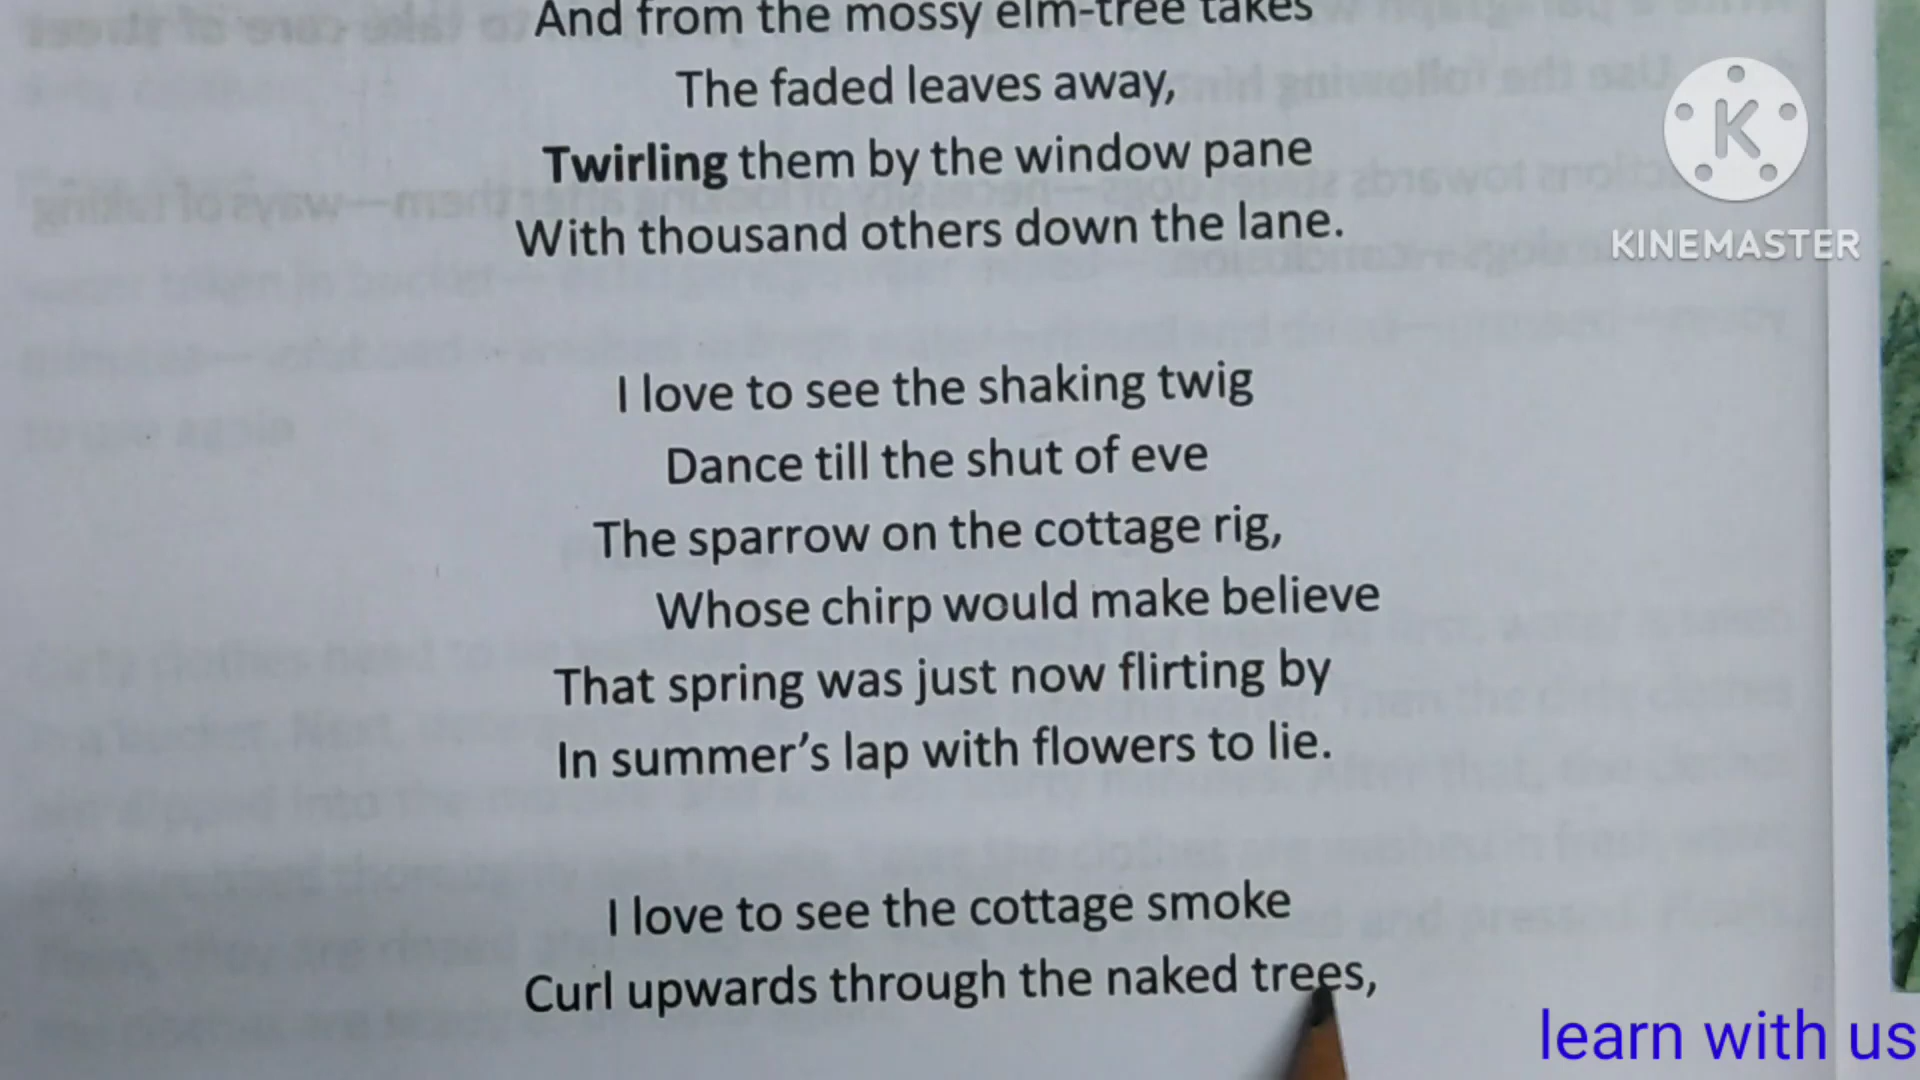 And from the mossy elm-tree takes
The faded leaves away,
Twirling them by the window pane
With thousand others down the lane.
I love to see the shaking twig
Dance till the shut of eve
The sparrow on the cottage rig,
Whose chirp would make believe
That spring was just now flirting by
In summer's lap with flowers to lie.
I love to see the cottage smoke
Curl upwards through the naked trees,
K
KINEMASTER
learn with us